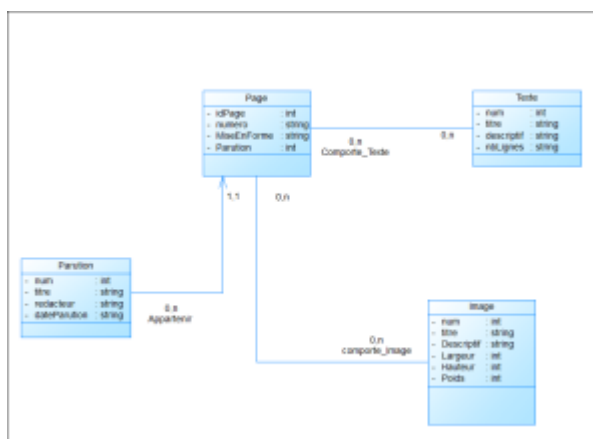 Page
- idPage : int
- numero : string
- MiseEnForme : string
- Parution : int
Texte
- num : int
- titre : string
- descriptif : string
- nbLignes : string
0,n
Comporte_Texte
0,n
1,1
0,n
Parution
- num : int
- titre : string
- redacteur : string
- dateParution : string
0,n
Appartenir
0,n
comporte_image
Image
- num : int
- titre : string
- Descriptif : string
- Largeur : int
- Hauteur : int
- Poids : int